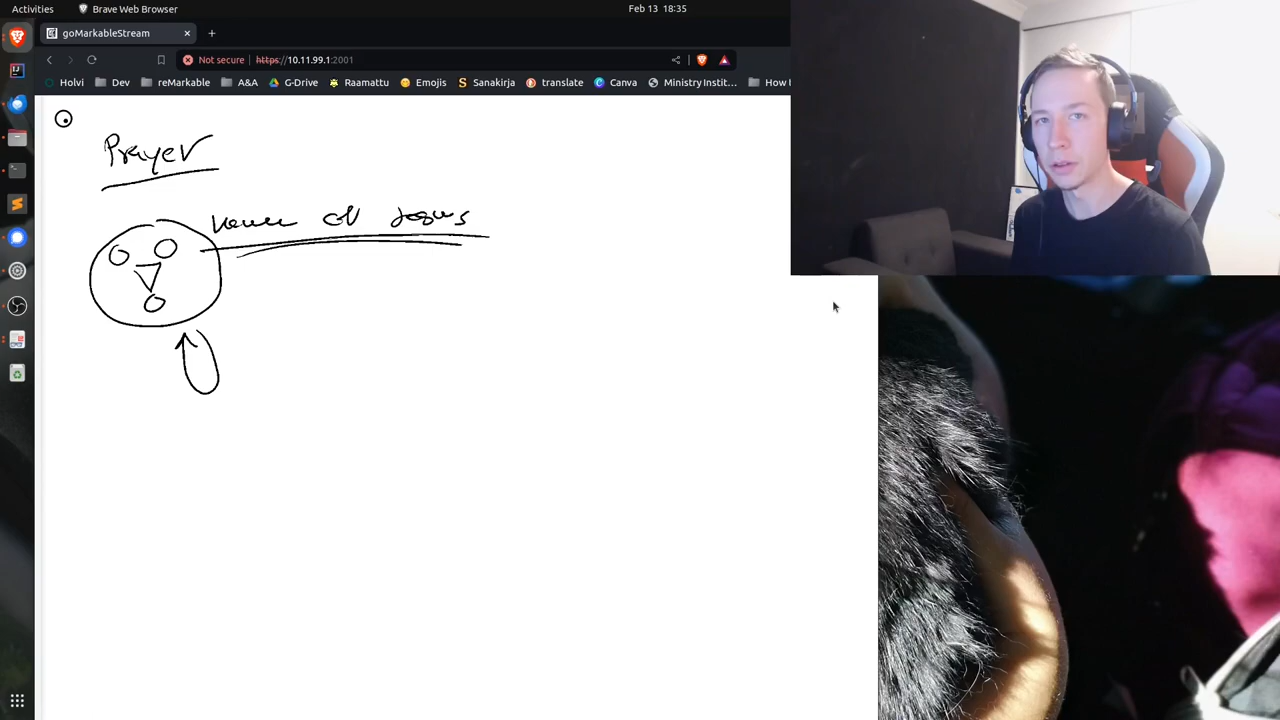 Activities Brave Web Browser Feb 13 18:35
goMarkableStream
Not secure https://10.11.99.1:2001
Holvi Dev reMarkable A&A G-Drive Raamattu Emojis Sanakirja translate Canva Ministry Instit... How
Prayer
of Jesus